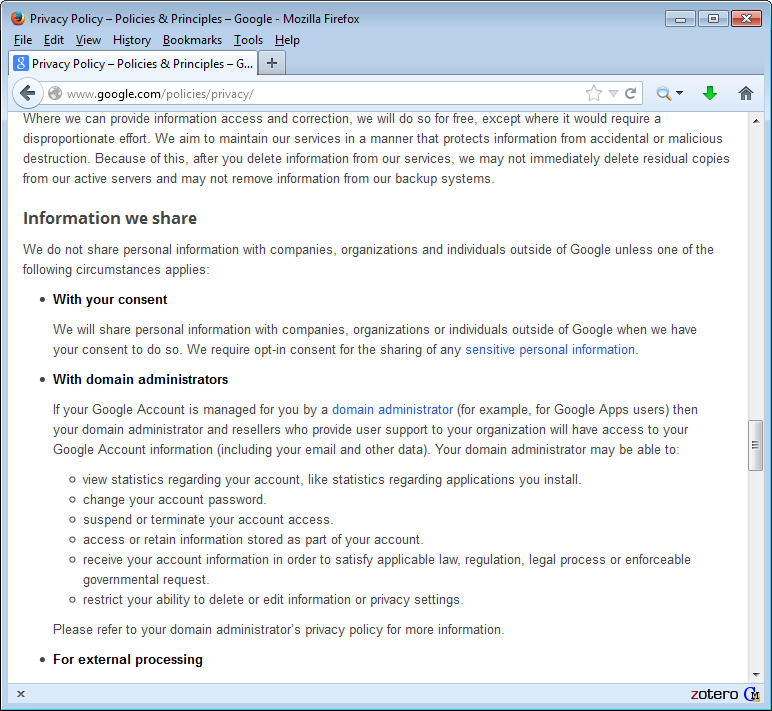 Privacy Policy – Policies & Principles – Google - Mozilla Firefox
File Edit View History Bookmarks Tools Help
Privacy Policy – Policies & Principles – G...
www.google.com/policies/privacy/
Where we can provide information access and correction, we will do so for free, except where it would require a
disproportionate effort. We aim to maintain our services in a manner that protects information from accidental or malicious
destruction. Because of this, after you delete information from our services, we may not immediately delete residual copies
from our active servers and may not remove information from our backup systems.
Information we share
We do not share personal information with companies, organizations and individuals outside of Google unless one of the
following circumstances applies:
• With your consent
We will share personal information with companies, organizations or individuals outside of Google when we have
your consent to do so. We require opt-in consent for the sharing of any sensitive personal information.
• With domain administrators
If your Google Account is managed for you by a domain administrator (for example, for Google Apps users) then
your domain administrator and resellers who provide user support to your organization will have access to your
Google Account information (including your email and other data). Your domain administrator may be able to:
◦ view statistics regarding your account, like statistics regarding applications you install.
◦ change your account password.
◦ suspend or terminate your account access.
◦ access or retain information stored as part of your account.
◦ receive your account information in order to satisfy applicable law, regulation, legal process or enforceable
governmental request.
◦ restrict your ability to delete or edit information or privacy settings.
Please refer to your domain administrator’s privacy policy for more information.
• For external processing
zotero